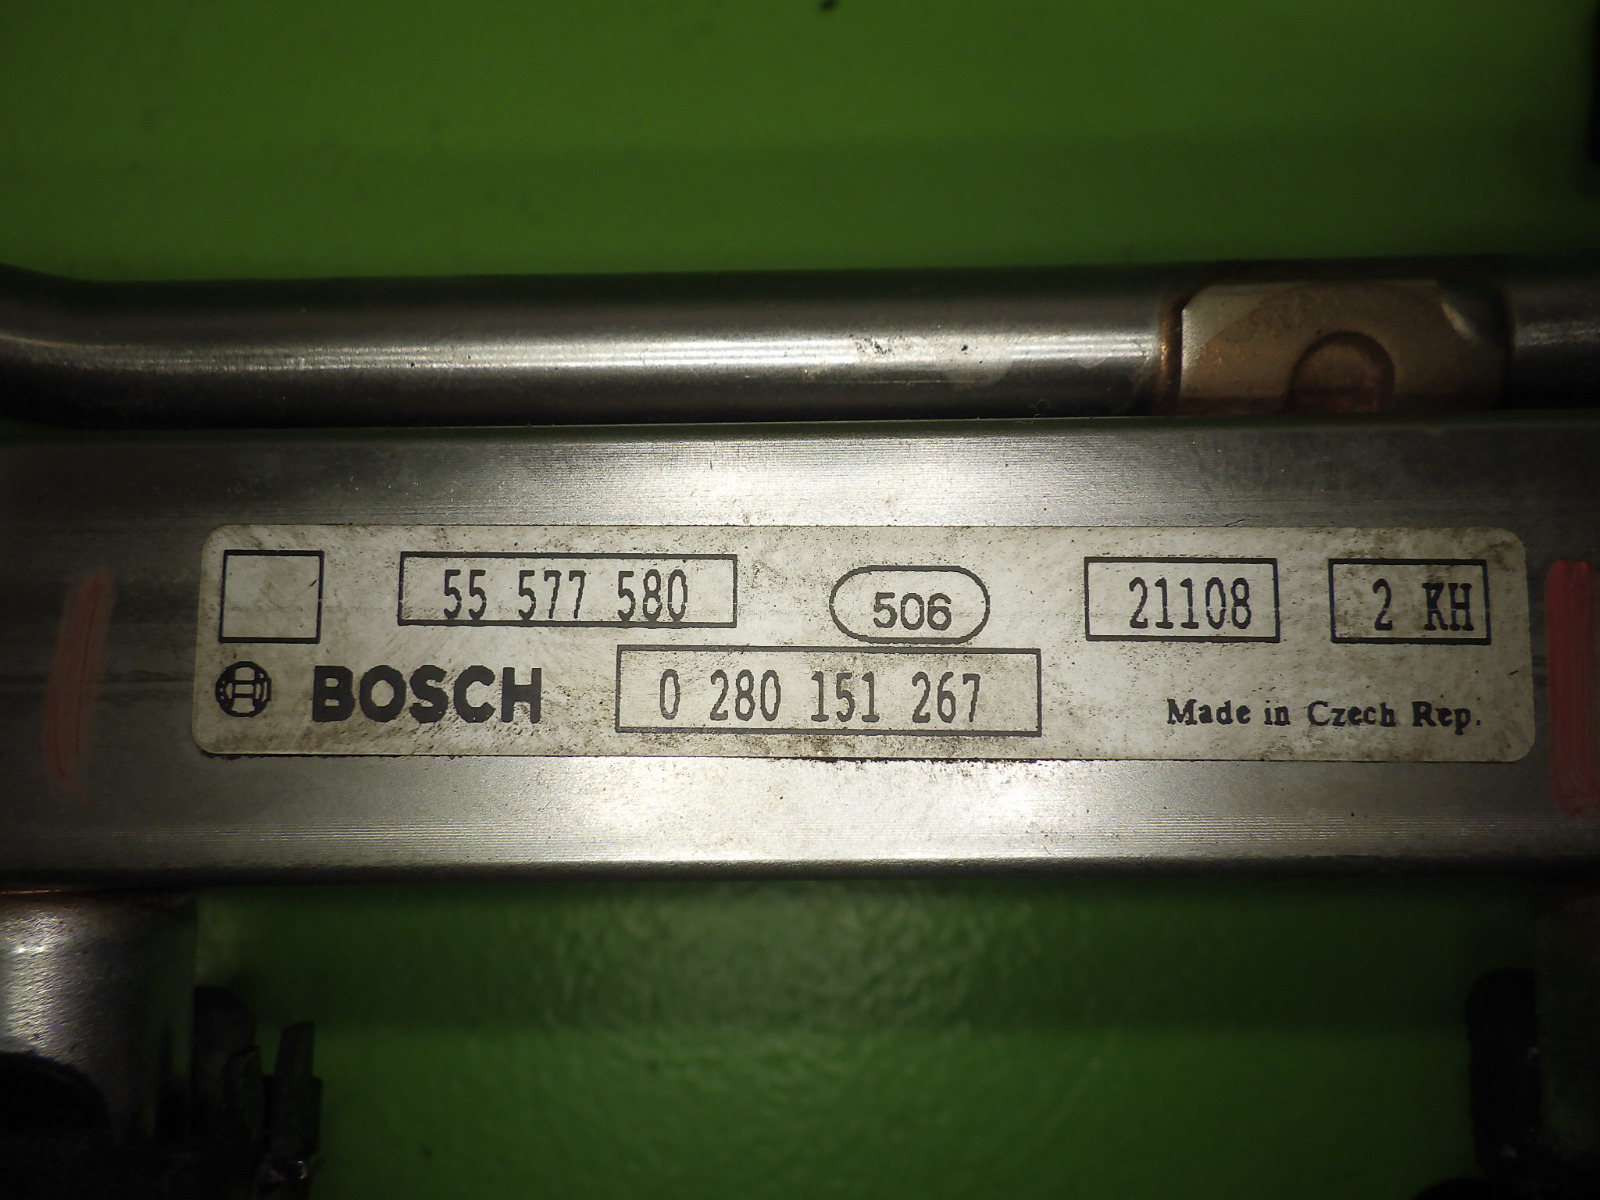 55 577 580 506 21108 2 KH
BOSCH 0 280 151 267 Made in Czech Rep.